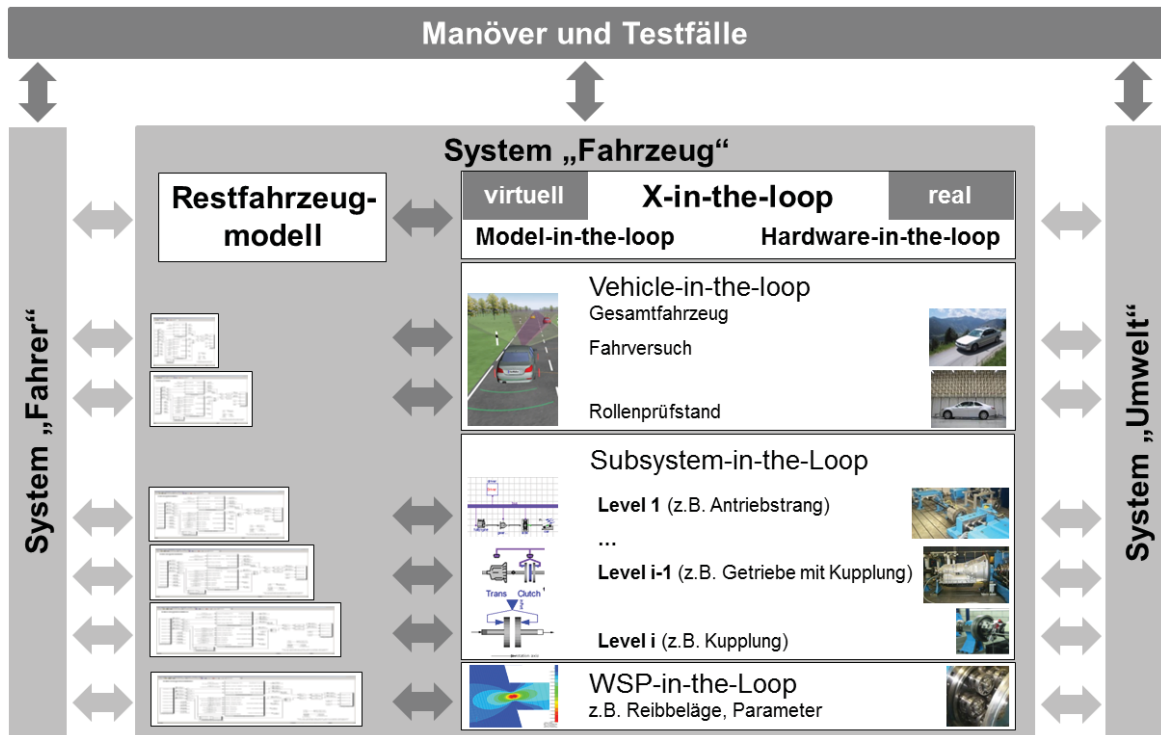 Manöver und Testfälle
System „Fahrer“
System „Fahrzeug“
Restfahrzeug-
modell
virtuell
X-in-the-loop
real
Model-in-the-loop
Hardware-in-the-loop
Vehicle-in-the-loop
Gesamtfahrzeug
Fahrversuch
Rollenprüfstand
Subsystem-in-the-Loop
Level 1 (z.B. Antriebstrang)
...
Level i-1 (z.B. Getriebe mit Kupplung)
Trans Clutch
Level i (z.B. Kupplung)
WSP-in-the-Loop
z.B. Reibbeläge, Parameter
System „Umwelt“